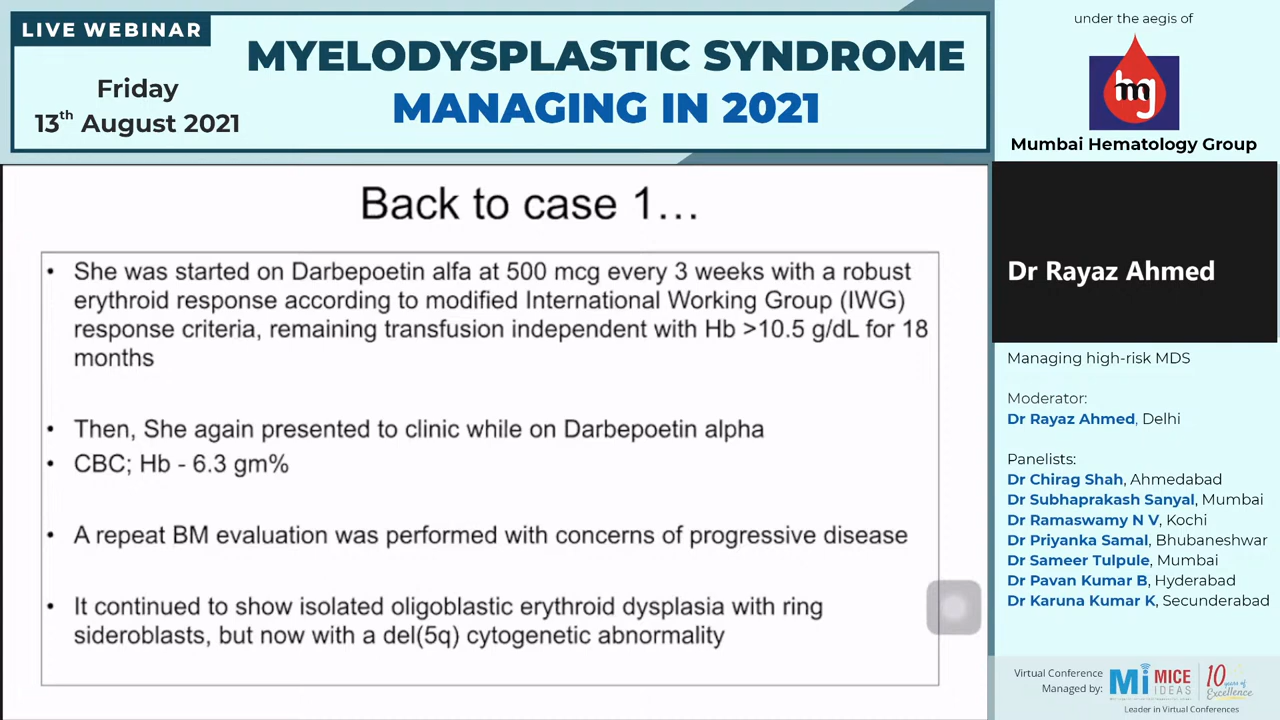 LIVE WEBINAR
Friday
13th August 2021
MYELODYSPLASTIC SYNDROME
MANAGING IN 2021
under the aegis of
hmg
Mumbai Hematology Group
Back to case 1...
• She was started on Darbepoetin alfa at 500 mcg every 3 weeks with a robust
erythroid response according to modified International Working Group (IWG)
response criteria, remaining transfusion independent with Hb >10.5 g/dL for 18
months
• Then, She again presented to clinic while on Darbepoetin alpha
• CBC; Hb - 6.3 gm%
• A repeat BM evaluation was performed with concerns of progressive disease
• It continued to show isolated oligoblastic erythroid dysplasia with ring
sideroblasts, but now with a del(5q) cytogenetic abnormality
Dr Rayaz Ahmed
Managing high-risk MDS
Moderator:
Dr Rayaz Ahmed, Delhi
Panelists:
Dr Chirag Shah, Ahmedabad
Dr Subhaprakash Sanyal, Mumbai
Dr Ramaswamy N V, Kochi
Dr Priyanka Samal, Bhubaneshwar
Dr Sameer Tulpule, Mumbai
Dr Pavan Kumar B, Hyderabad
Dr Karuna Kumar K, Secunderabad
Virtual Conference
Managed by:
Mi MICE
IDEAS
10 years of
Excellence
Leader in Virtual Conferences